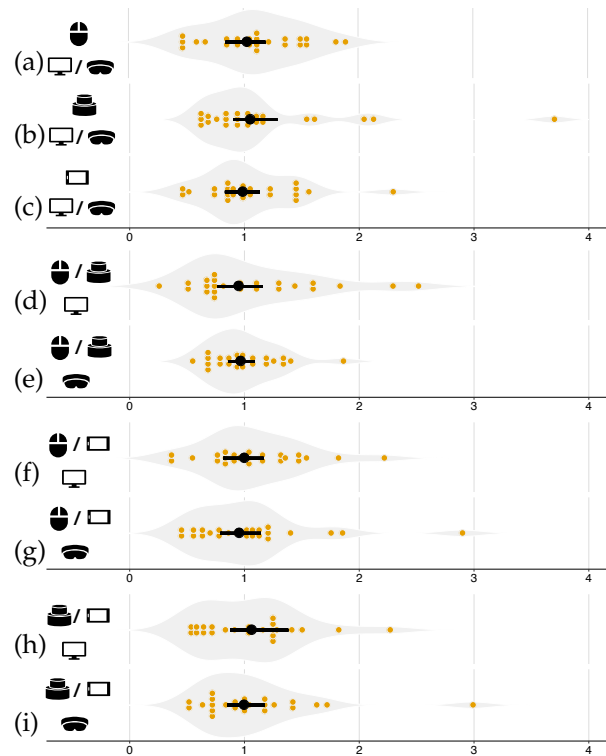 (a) /
(b) /
(c) /
0 1 2 3 4
(d) /
(e) /
0 1 2 3 4
(f) /
(g) /
0 1 2 3 4
(h) /
(i) /
0 1 2 3 4